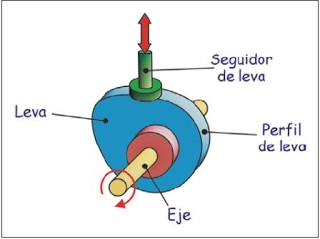 Seguidor
de leva
Leva
Perfil
de leva
Eje